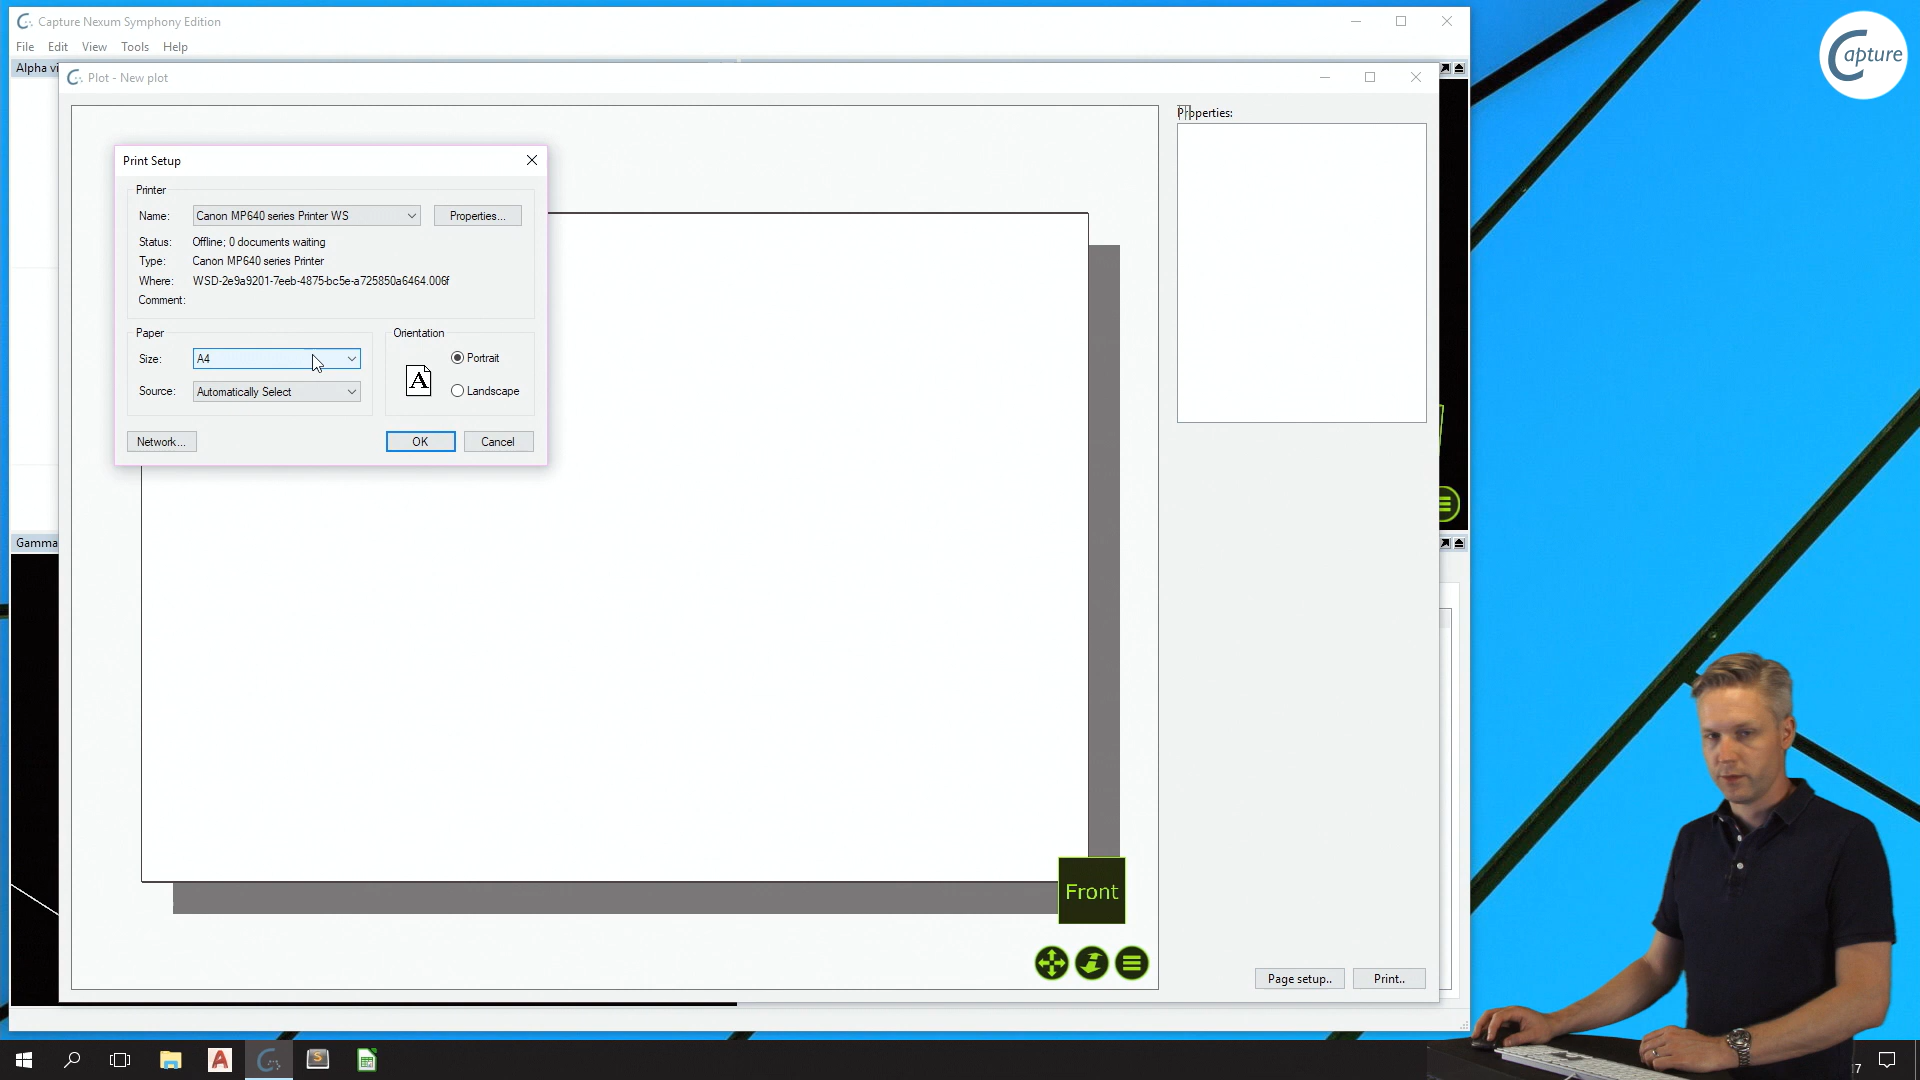 Capture Nexum Symphony Edition
File Edit View Tools Help
Alpha vi
Plot - New plot
Capture
Properties:
Print Setup
Printer
Name: Canon MP640 series Printer WS Properties...
Status: Offline; 0 documents waiting
Type: Canon MP640 series Printer
Where: WSD-2e9a9201-7eeb-4875-bc5e-a725850a6464.006f
Comment:
Paper
Orientation
Size: A4
Portrait
A
Source: Automatically Select
Landscape
Network... OK Cancel
Gamma
Front
Page setup.. Print..
A
S
17